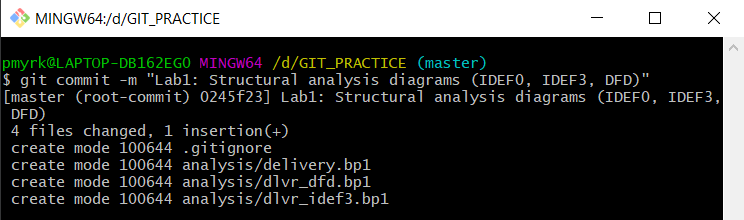 MINGW64:/d/GIT_PRACTICE
pmyrk@LAPTOP-DB162EG0 MINGW64 /d/GIT_PRACTICE (master)
$ git commit -m "Lab1: Structural analysis diagrams (IDEF0, IDEF3, DFD)"
[master (root-commit) 0245f23] Lab1: Structural analysis diagrams (IDEF0, IDEF3,
 DFD)
 4 files changed, 1 insertion(+)
 create mode 100644 .gitignore
 create mode 100644 analysis/delivery.bp1
 create mode 100644 analysis/dlvr_dfd.bp1
 create mode 100644 analysis/dlvr_idef3.bp1